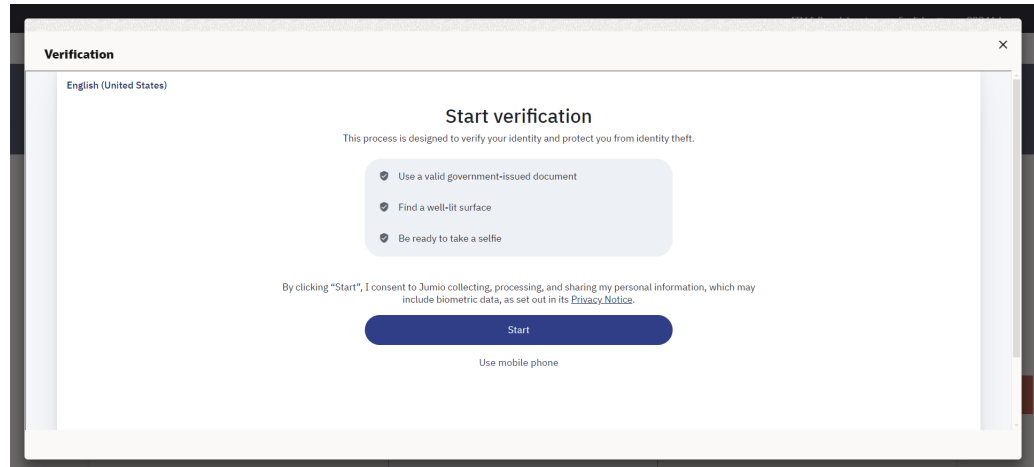 Verification
English (United States)
Start verification
This process is designed to verify your identity and protect you from identity theft.
Use a valid government-issued document
Find a well-lit surface
Be ready to take a selfie
By clicking “Start”, I consent to Jumio collecting, processing, and sharing my personal information, which may
include biometric data, as set out in its Privacy Notice.
Start
Use mobile phone